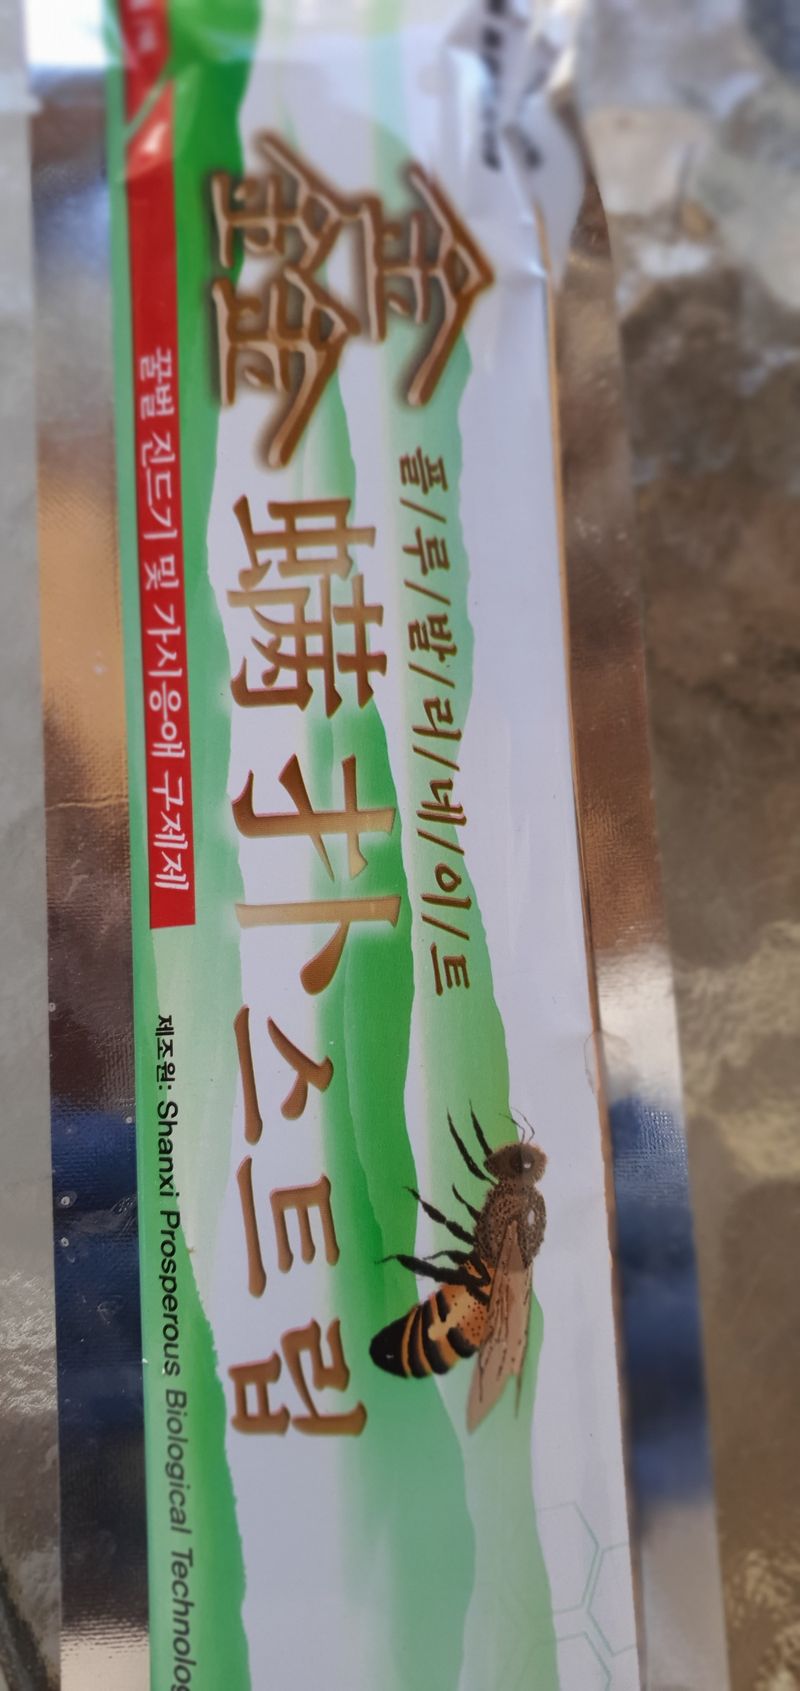 플/루/발/리/네/이/트
鑫螨扑스트립
꿀벌 진드기 및 가시응애 구제제
제조원: Shanxi Prosperous Biological Technolog